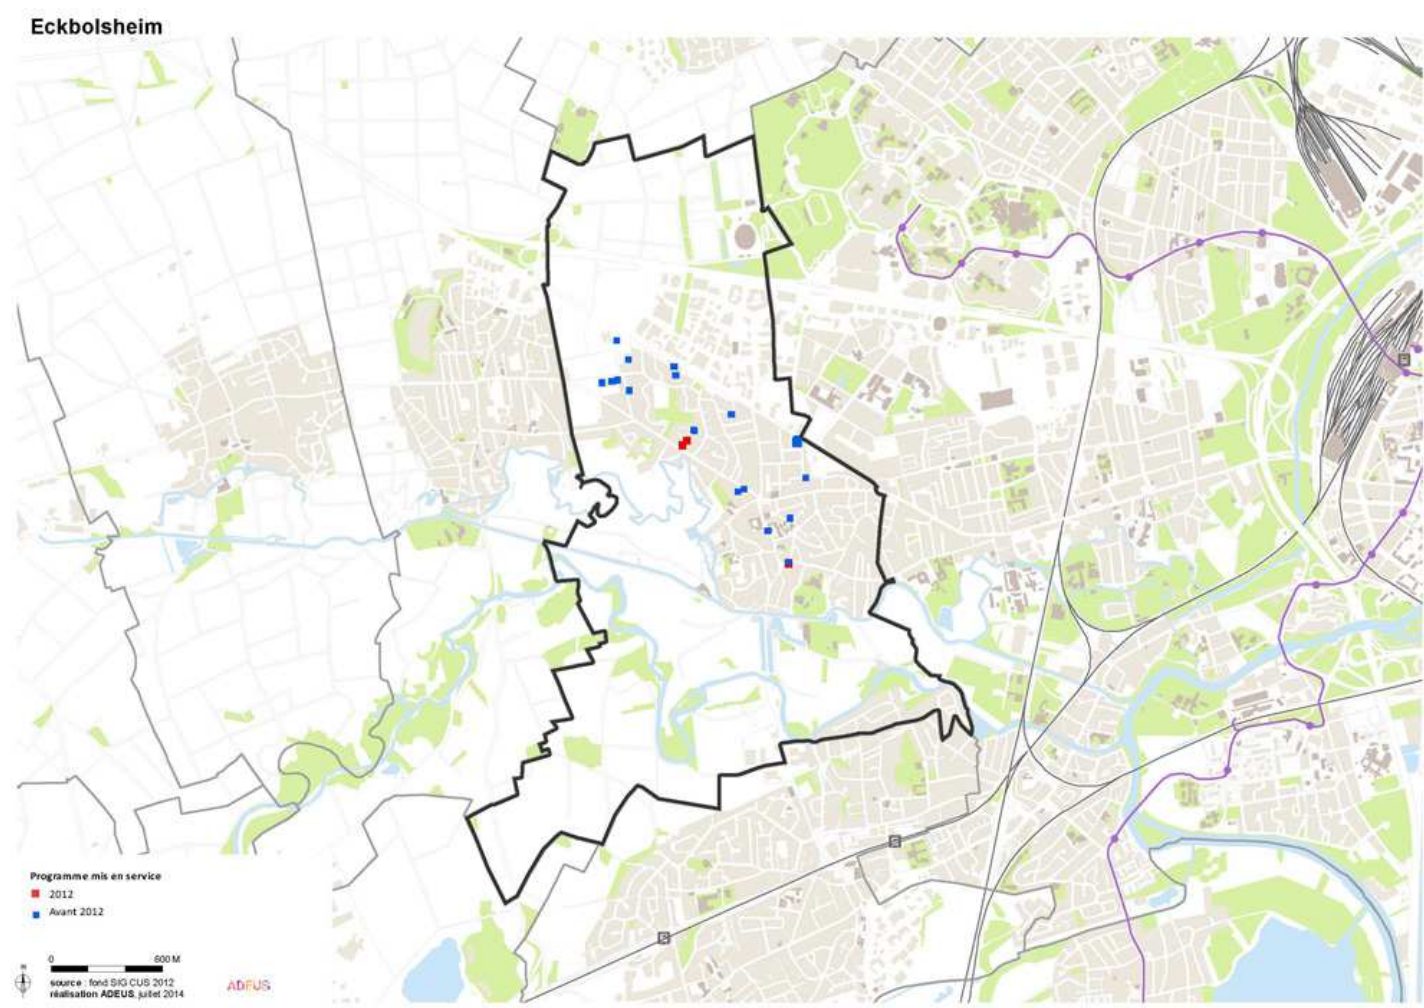 Eckbolsheim
Programme mis en service
2012
Avant 2012
0 600 M
N
source : fond SIG CUS 2012
réalisation ADEUS, juillet 2014
ADEUS